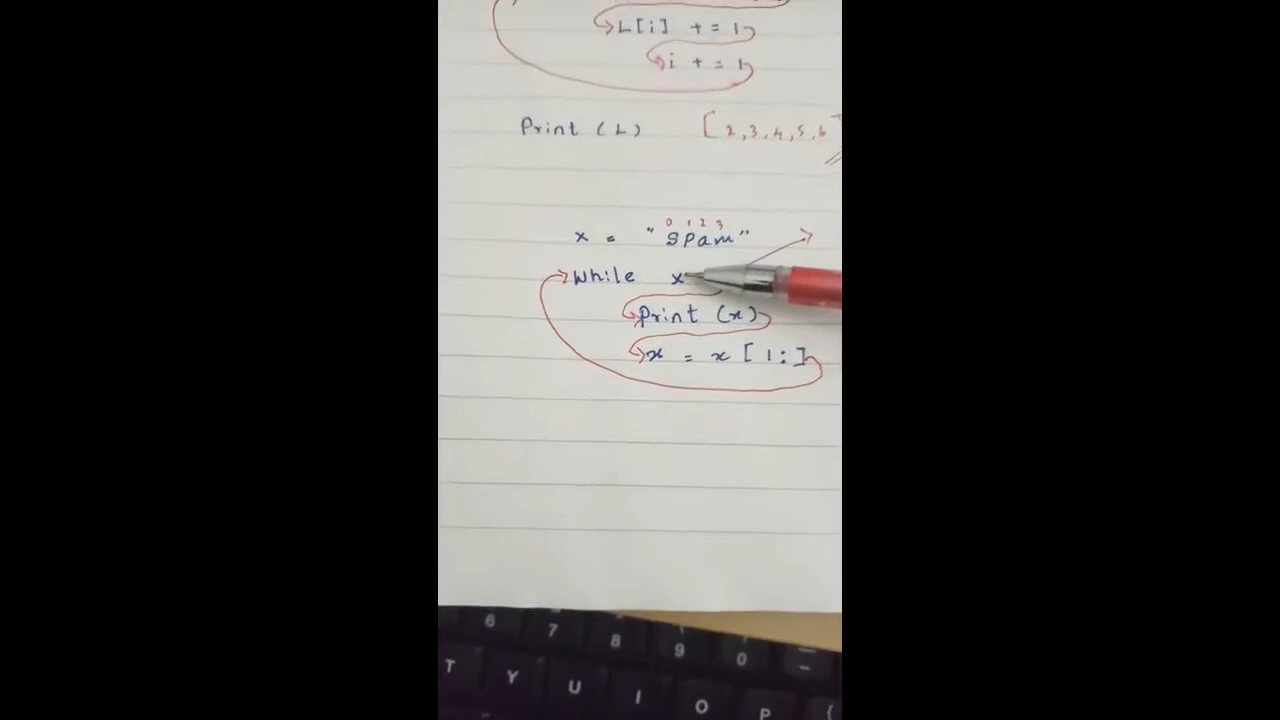 L[i] += 1
i += 1
Print (L) [2,3,4,5,6
0 1 2 3
x = "Spam"
While x
Print (x)
x = x [1:]
6 7 8 9 0
T Y U I O P {